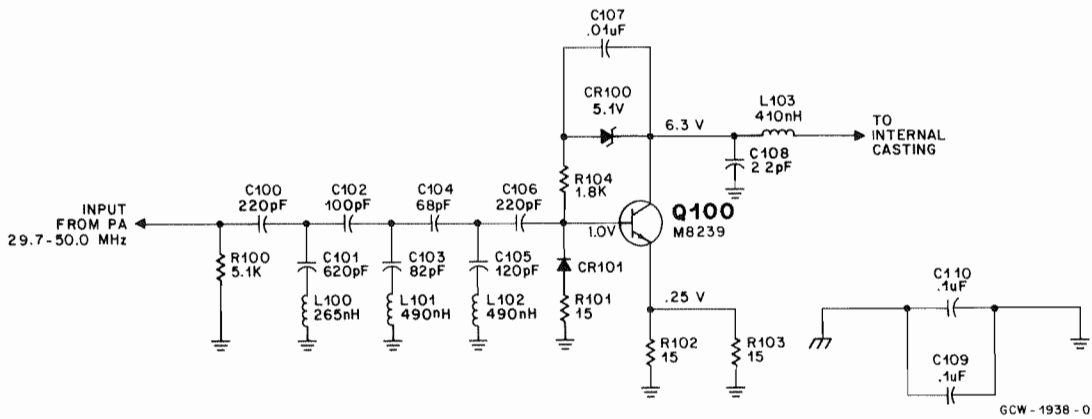 C107
.01uF
CR100
5.1V
L103
410nH
6.3 V
TO
INTERNAL
CASTING
C108
22pF
R104
1.8K
C100
220pF
C102
100pF
C104
68pF
C106
220pF
INPUT
FROM PA
29.7-50.0 MHz
Q100
M8239
1.0V
R100
5.1K
C101
620pF
C103
82pF
C105
120pF
CR101
L100
265nH
L101
490nH
L102
490nH
R101
15
.25 V
R102
15
R103
15
C110
.1uF
C109
.1uF
GCW-1938-O